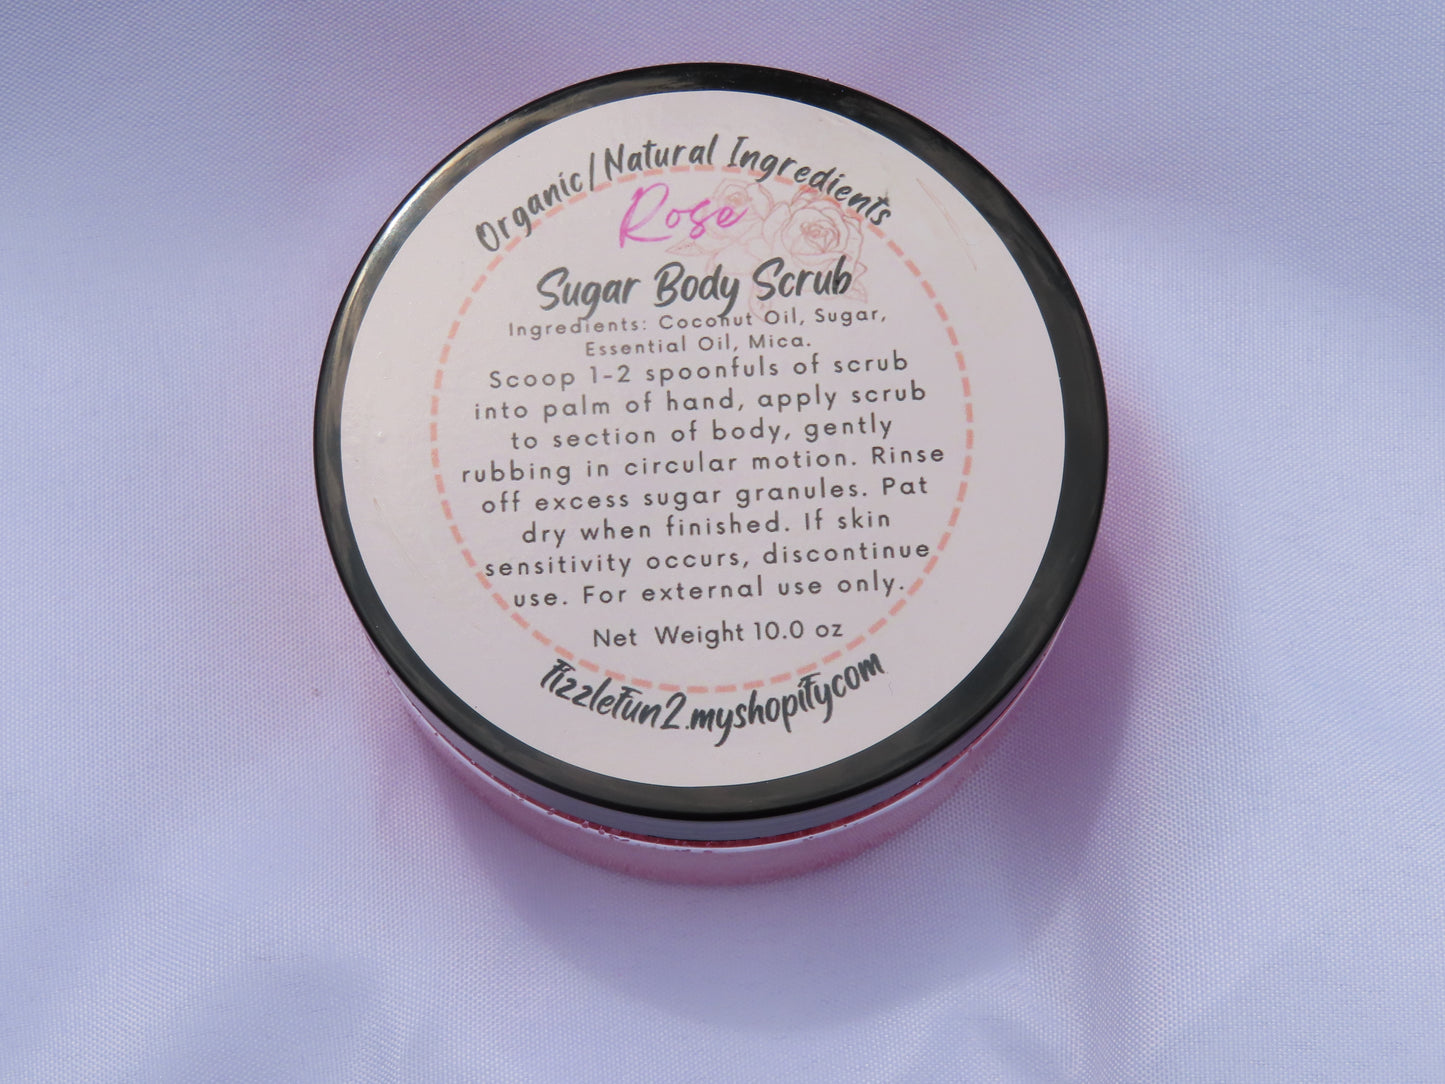 Organic/Natural Ingredients
Rose
Sugar Body Scrub
Ingredients: Coconut Oil, Sugar,
Essential Oil, Mica.
Scoop 1-2 spoonfuls of scrub
into palm of hand, apply scrub
to section of body, gently
rubbing in circular motion. Rinse
off excess sugar granules. Pat
dry when finished. If skin
sensitivity occurs, discontinue
use. For external use only.
Net Weight 10.0 oz
fizzlefun2.myshopify.com